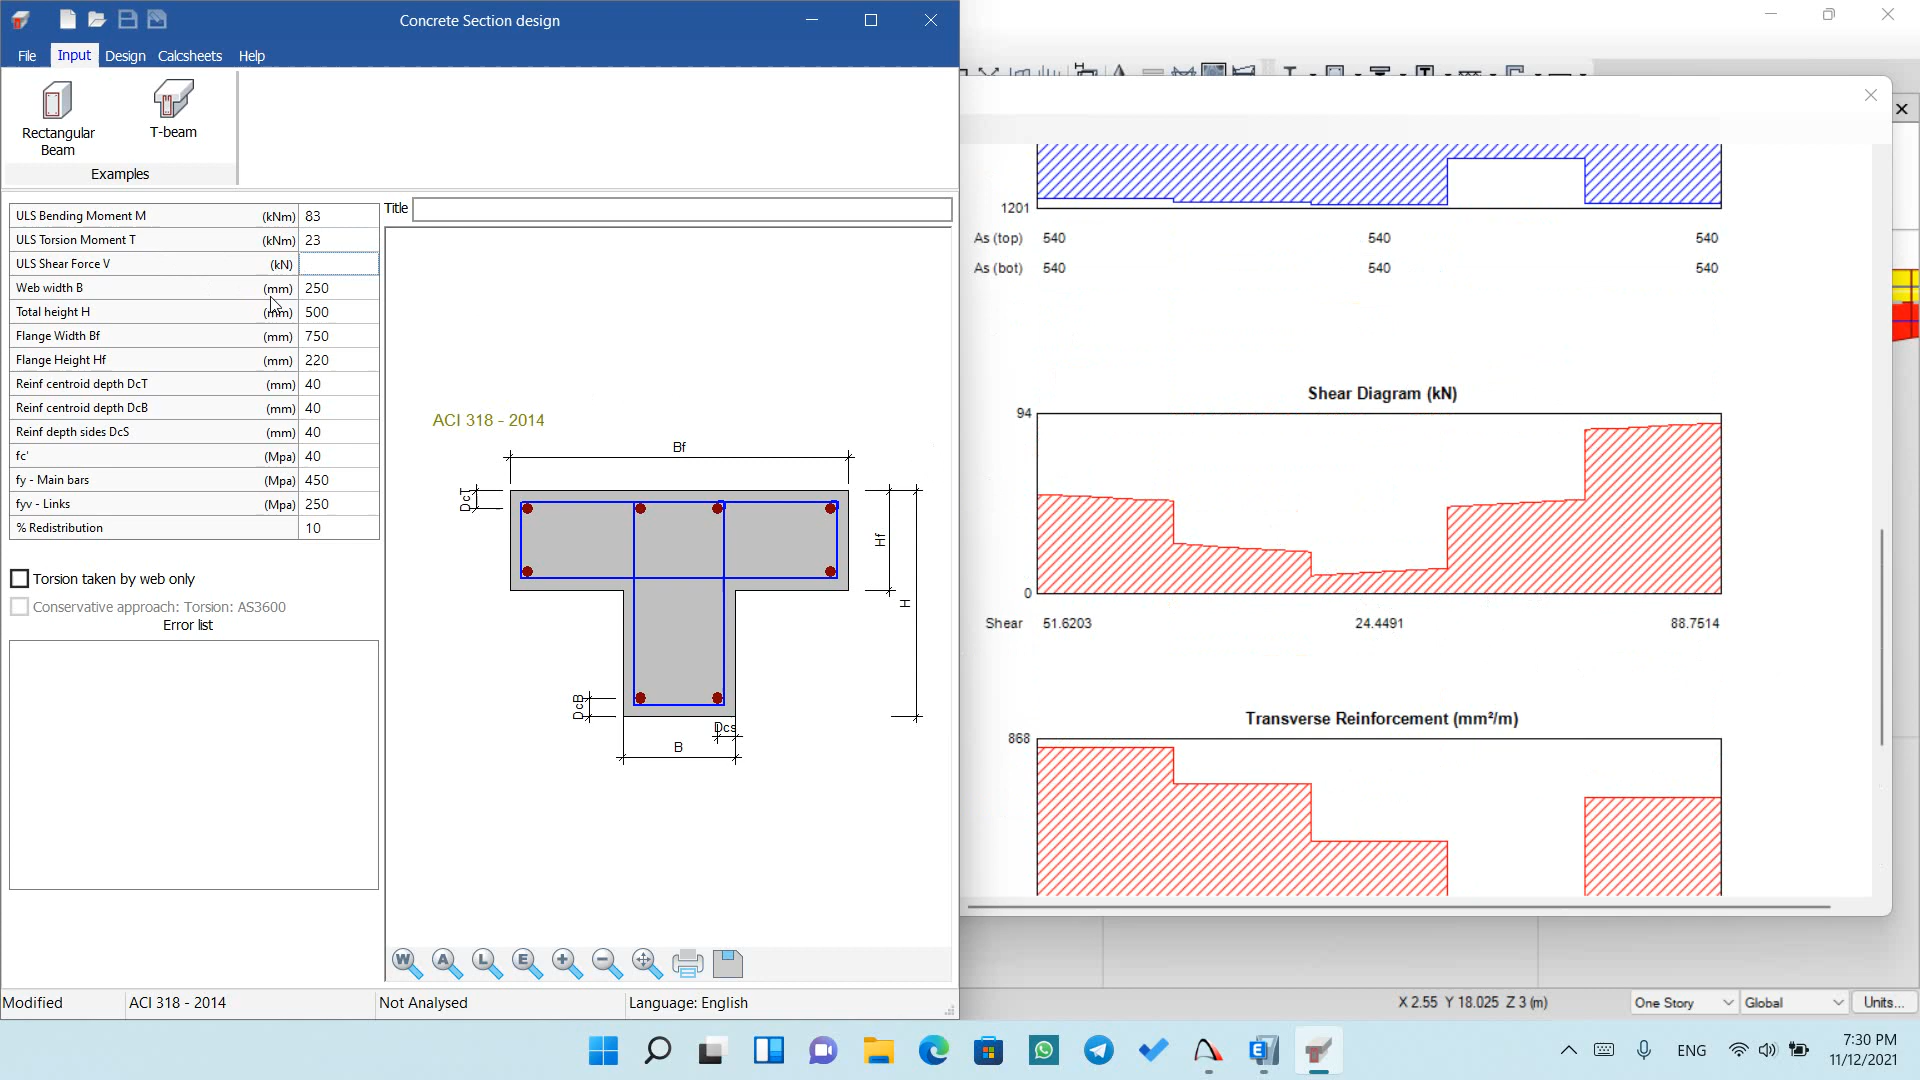 Concrete Section design
File Input Design Calcsheets Help
Rectangular Beam
T-beam
Examples
ULS Bending Moment M (kNm) 83
ULS Torsion Moment T (kNm) 23
ULS Shear Force V (kN)
Web width B (mm) 250
Total height H (mm) 500
Flange Width Bf (mm) 750
Flange Height Hf (mm) 220
Reinf centroid depth DcT (mm) 40
Reinf centroid depth DcB (mm) 40
Reinf depth sides DcS (mm) 40
fc' (Mpa) 40
fy - Main bars (Mpa) 450
fyv - Links (Mpa) 250
% Redistribution 10
Torsion taken by web only
Conservative approach: Torsion: AS3600
Error list
Title
ACI 318 - 2014
Bf
DcT
Hf
H
DcB
Dcs
B
W A L E
Modified ACI 318 - 2014 Not Analysed Language: English
1201
As (top) 540 540 540
As (bot) 540 540 540
Shear Diagram (kN)
94
0
Shear 51.6203 24.4491 88.7514
Transverse Reinforcement (mm²/m)
868
X 2.55 Y 18.025 Z 3 (m) One Story Global Units...
ENG
7:30 PM
11/12/2021